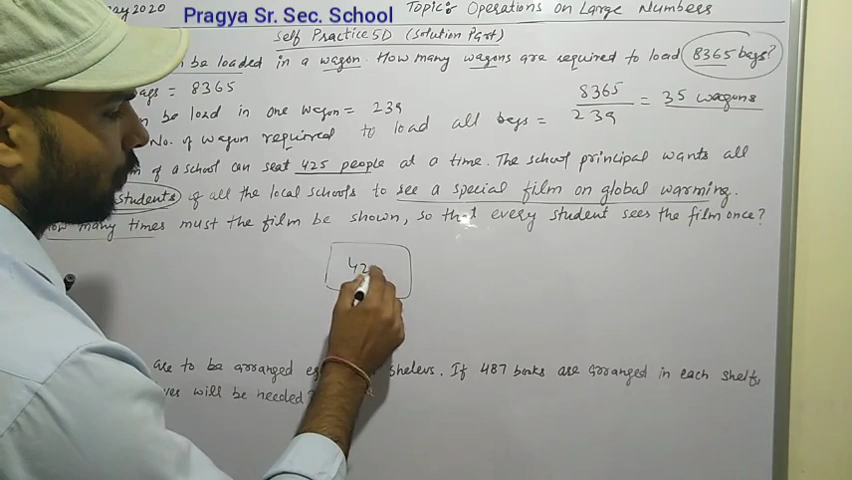 ay 2020 Pragya Sr. Sec. School Topic: Operations On Large Numbers
Self Practice 5D (Solution Part)
be loaded in a wagon. How many wagons are required to load 8365 bags?
ags = 8365
n be load in one wagon = 239
No. of wagon required to load all begs = 8365 / 239 = 35 wagons
m of a school can seat 425 people at a time. The school principal wants all
students of all the local schools to see a special film on global warming.
How many times must the film be shown, so that every student sees the film once?
42
are to be arranged shelves. If 487 books are arranged in each shelf,
ves will be needed?